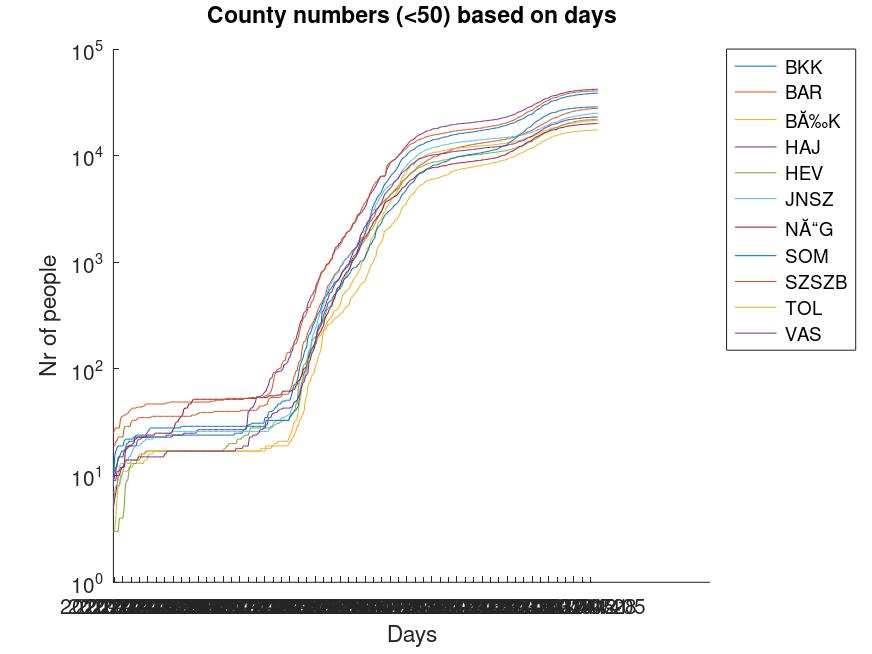 County numbers (<50) based on days
10^5
10^4
10^3
10^2
10^1
10^0
Nr of people
Days
BKK
BAR
BĂ‰K
HAJ
HEV
JNSZ
NĂ“G
SOM
SZSZB
TOL
VAS